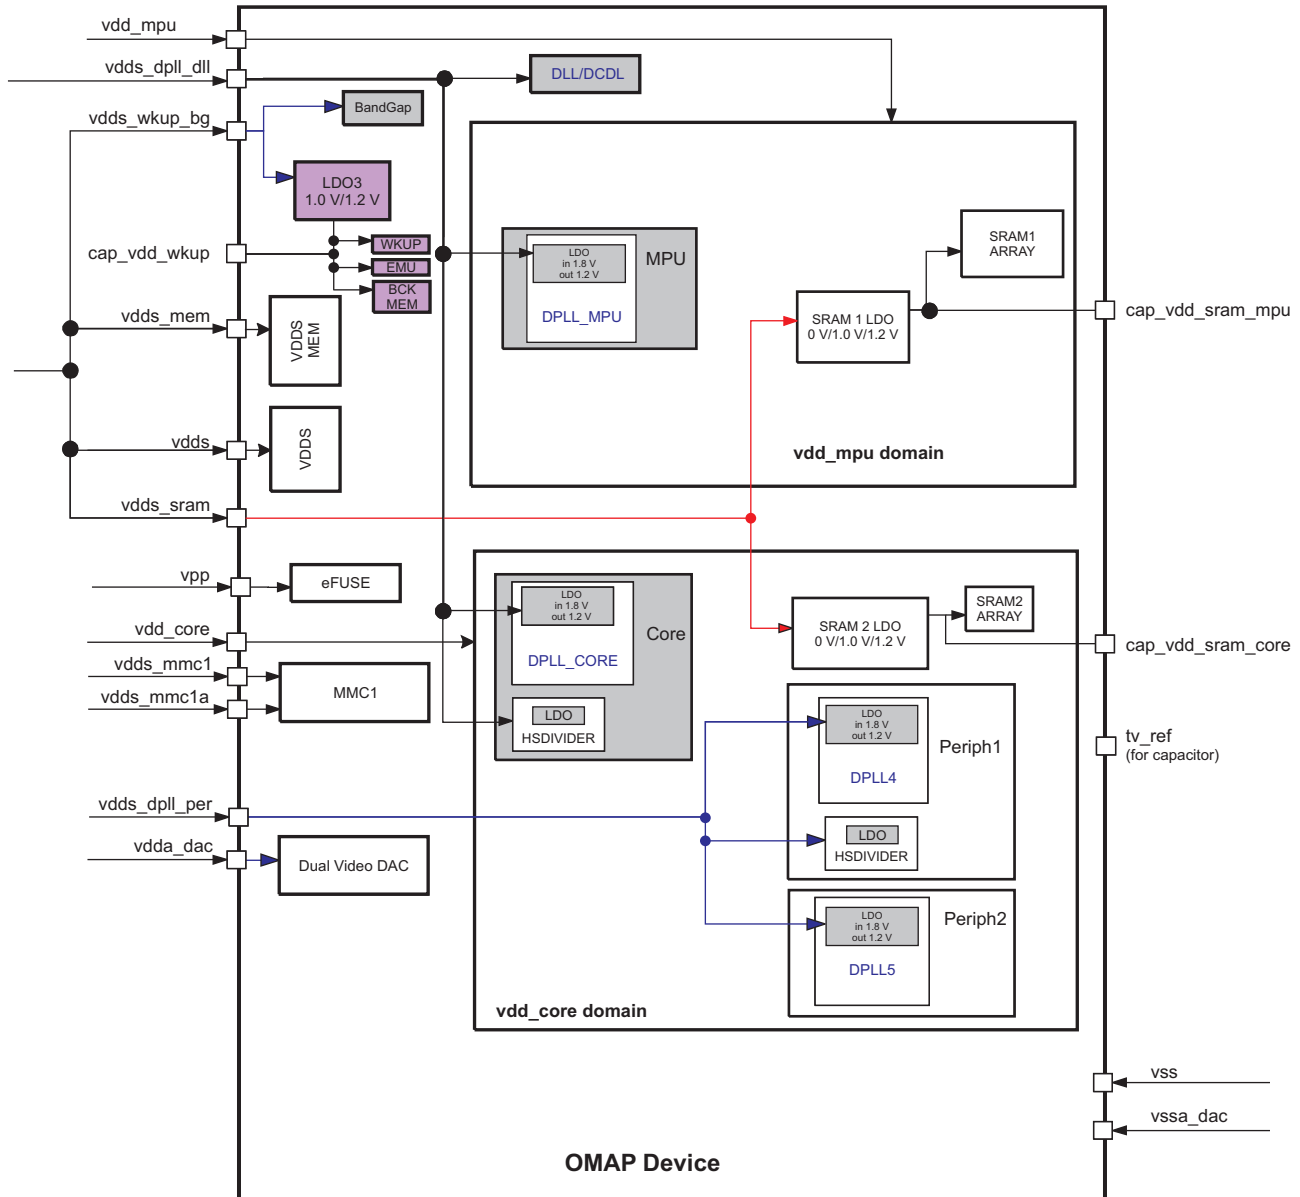 vdd_mpu
vdds_dpll_dll
DLL/DCDL
vdds_wkup_bg
BandGap
LDO3
1.0 V/1.2 V
cap_vdd_wkup
WKUP
EMU
BCK
MEM
vdds_mem
VDDS
MEM
vdds
VDDS
vdds_sram
LDO
in 1.8 V
out 1.2 V
DPLL_MPU
MPU
SRAM1
ARRAY
SRAM 1 LDO
0 V/1.0 V/1.2 V
cap_vdd_sram_mpu
vdd_mpu domain
vpp
eFUSE
vdd_core
vdds_mmc1
vdds_mmc1a
MMC1
LDO
in 1.8 V
out 1.2 V
DPLL_CORE
Core
LDO
HSDIVIDER
SRAM 2 LDO
0 V/1.0 V/1.2 V
SRAM2
ARRAY
cap_vdd_sram_core
LDO
in 1.8 V
out 1.2 V
DPLL4
Periph1
LDO
HSDIVIDER
tv_ref
(for capacitor)
vdds_dpll_per
vdda_dac
Dual Video DAC
LDO
in 1.8 V
out 1.2 V
DPLL5
Periph2
vdd_core domain
vss
vssa_dac
OMAP Device